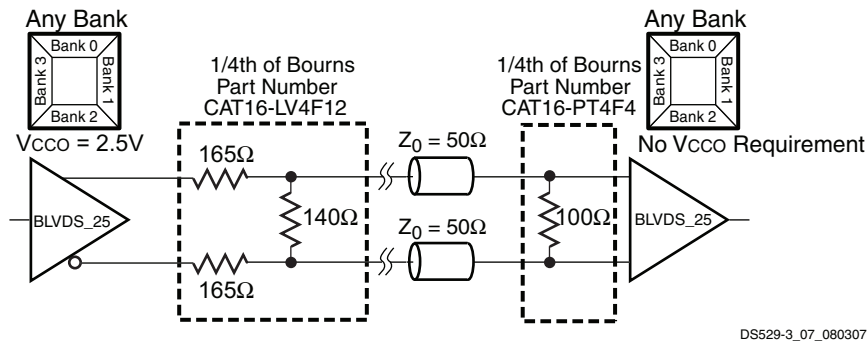 Any Bank
Bank 0
Bank 3
Bank 1
Bank 2
VCCO = 2.5V
1/4th of Bourns
Part Number
CAT16-LV4F12
1/4th of Bourns
Part Number
CAT16-PT4F4
Any Bank
Bank 0
Bank 3
Bank 1
Bank 2
No VCCO Requirement
BLVDS_25
165Ω
140Ω
165Ω
Z0 = 50Ω
Z0 = 50Ω
100Ω
BLVDS_25
DS529-3_07_080307